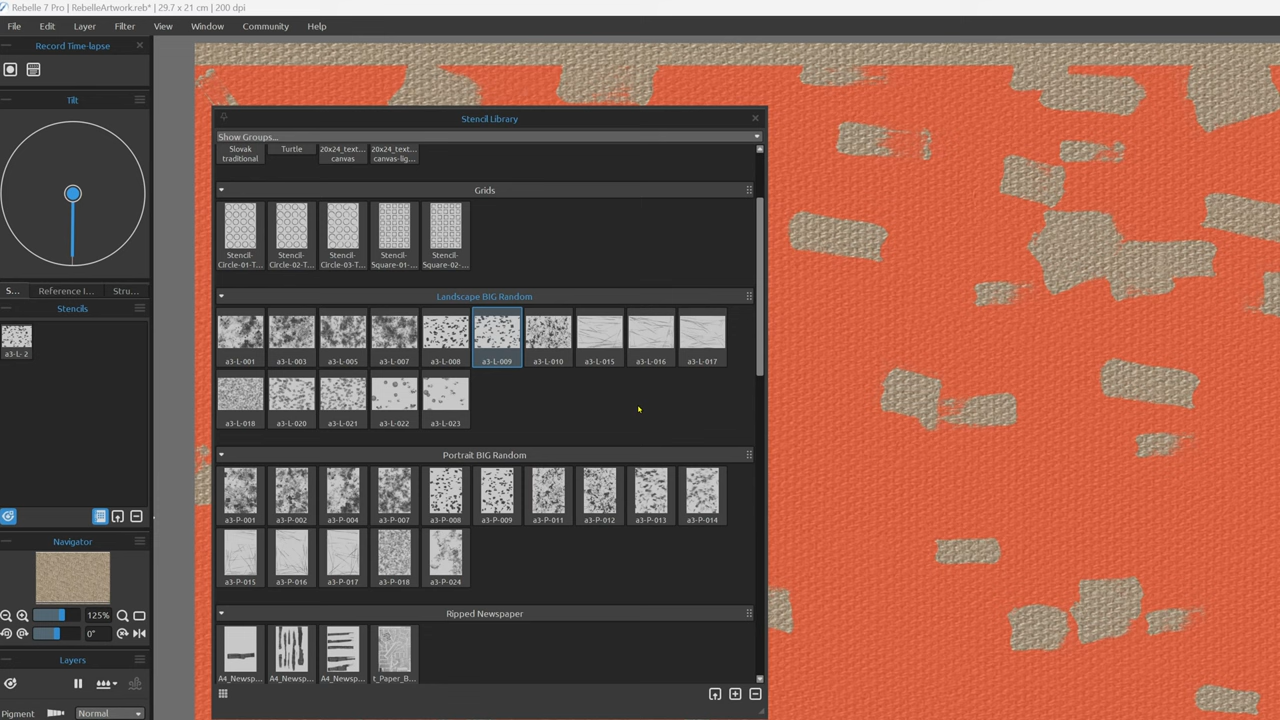 Rebelle 7 Pro | RebelleArtwork.reb* | 29.7 x 21 cm | 200 dpi
File Edit Layer Filter View Window Community Help
Record Time-lapse
Tilt
S... Reference I... Stru...
Stencils
a3-L- 2
Navigator
125%
0°
Layers
Pigment Normal
Stencil Library
Show Groups...
Slovak traditional Turtle 20x24_text... canvas 20x24_text... canvas-lig...
Grids
Stencil-Circle-01-T... Stencil-Circle-02-T... Stencil-Circle-03-T... Stencil-Square-01-... Stencil-Square-02-...
Landscape BIG Random
a3-L-001 a3-L-003 a3-L-005 a3-L-007 a3-L-008 a3-L-009 a3-L-010 a3-L-015 a3-L-016 a3-L-017
a3-L-018 a3-L-020 a3-L-021 a3-L-022 a3-L-023
Portrait BIG Random
a3-P-001 a3-P-002 a3-P-004 a3-P-007 a3-P-008 a3-P-009 a3-P-011 a3-P-012 a3-P-013 a3-P-014
a3-P-015 a3-P-016 a3-P-017 a3-P-018 a3-P-024
Ripped Newspaper
A4_Newsp... A4_Newsp... A4_Newsp... t_Paper_B...